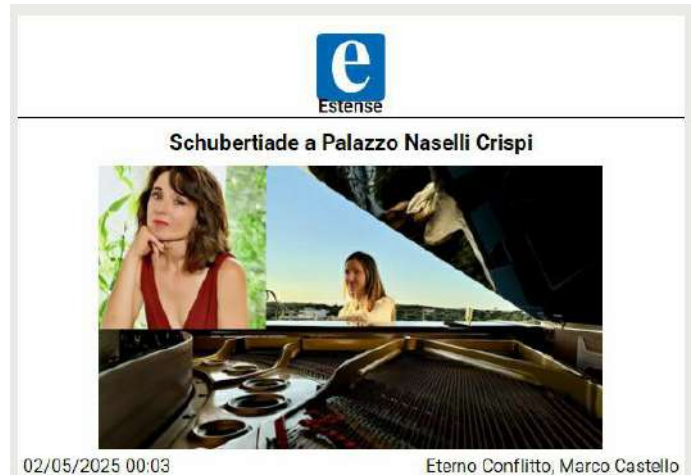 e
Estense
Schubertiade a Palazzo Naselli Crispi
02/05/2025 00:03
Eterno Conflitto, Marco Castello